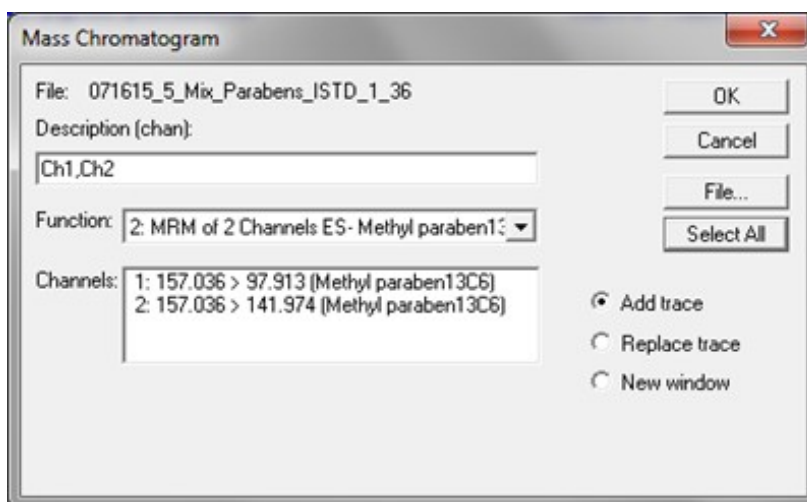 Mass Chromatogram
File: 071615_5_Mix_Parabens_ISTD_1_36
OK
Description (chan):
Cancel
Ch1,Ch2
File...
Function: 2: MRM of 2 Channels ES- Methyl paraben13
Select All
Channels: 1: 157.036 > 97.913 (Methyl paraben13C6)
2: 157.036 > 141.974 (Methyl paraben13C6)
Add trace
Replace trace
New window